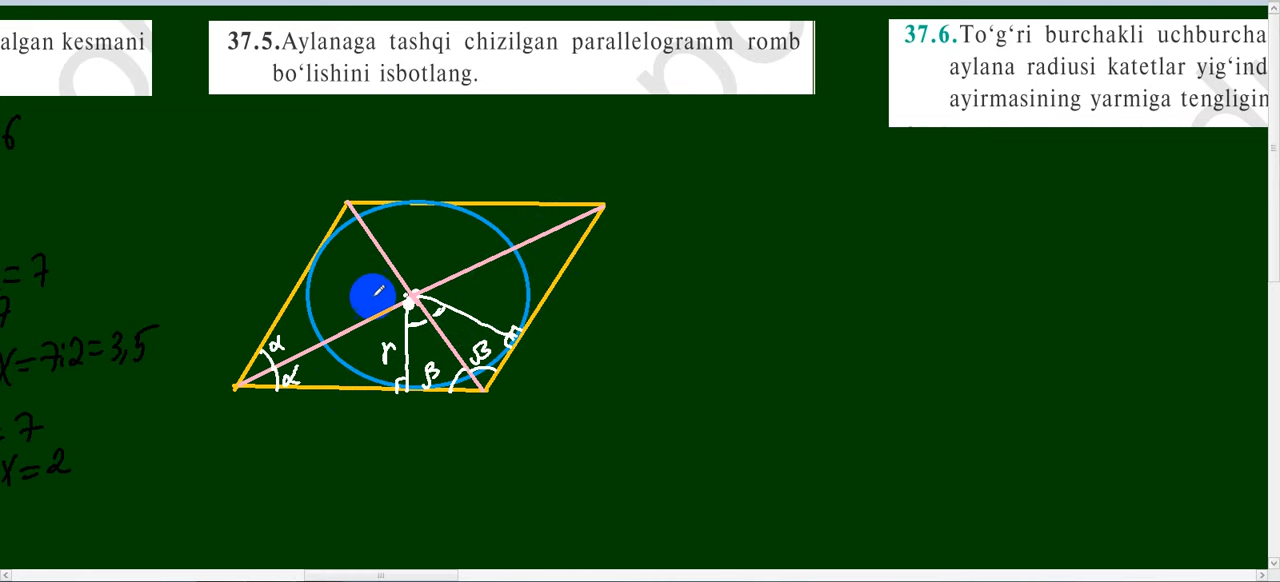 algan kesmani
37.5.Aylanaga tashqi chizilgan parallelogramm romb
bo‘lishini isbotlang.
37.6.To‘g‘ri burchakli uchburcha
aylana radiusi katetlar yig‘ind
ayirmasining yarmiga tengligin
6
= 7
7
x=7:2=3,5
= 7
x=2
α
α
r
β
β